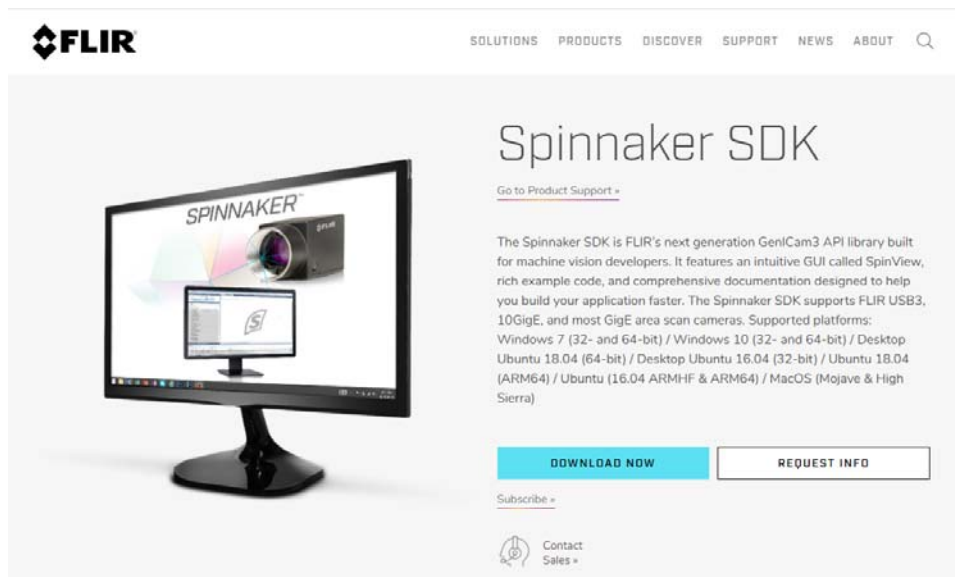 FLIR
SOLUTIONS PRODUCTS DISCOVER SUPPORT NEWS ABOUT
Spinnaker SDK
Go to Product Support »
SPINNAKER™
FLIR
S
The Spinnaker SDK is FLIR's next generation GenICam3 API library built
for machine vision developers. It features an intuitive GUI called SpinView,
rich example code, and comprehensive documentation designed to help
you build your application faster. The Spinnaker SDK supports FLIR USB3,
10GigE, and most GigE area scan cameras. Supported platforms:
Windows 7 (32- and 64-bit) / Windows 10 (32- and 64-bit) / Desktop
Ubuntu 18.04 (64-bit) / Desktop Ubuntu 16.04 (32-bit) / Ubuntu 18.04
(ARM64) / Ubuntu (16.04 ARMHF & ARM64) / MacOS (Mojave & High
Sierra)
DOWNLOAD NOW
REQUEST INFO
Subscribe »
Contact
Sales »